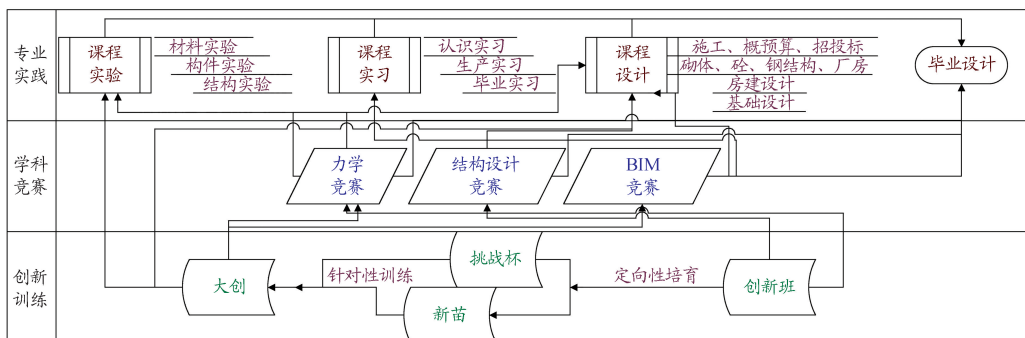 专业
实践
课程
实验
材料实验
构件实验
结构实验
课程
实习
认识实习
生产实习
毕业实习
课程
设计
施工、概预算、招投标
砌体、砼、钢结构、厂房
房建设计
基础设计
毕业设计
学科
竞赛
力学
竞赛
结构设计
竞赛
BIM
竞赛
创新
训练
大创
针对性训练
挑战杯
新苗
定向性培育
创新班